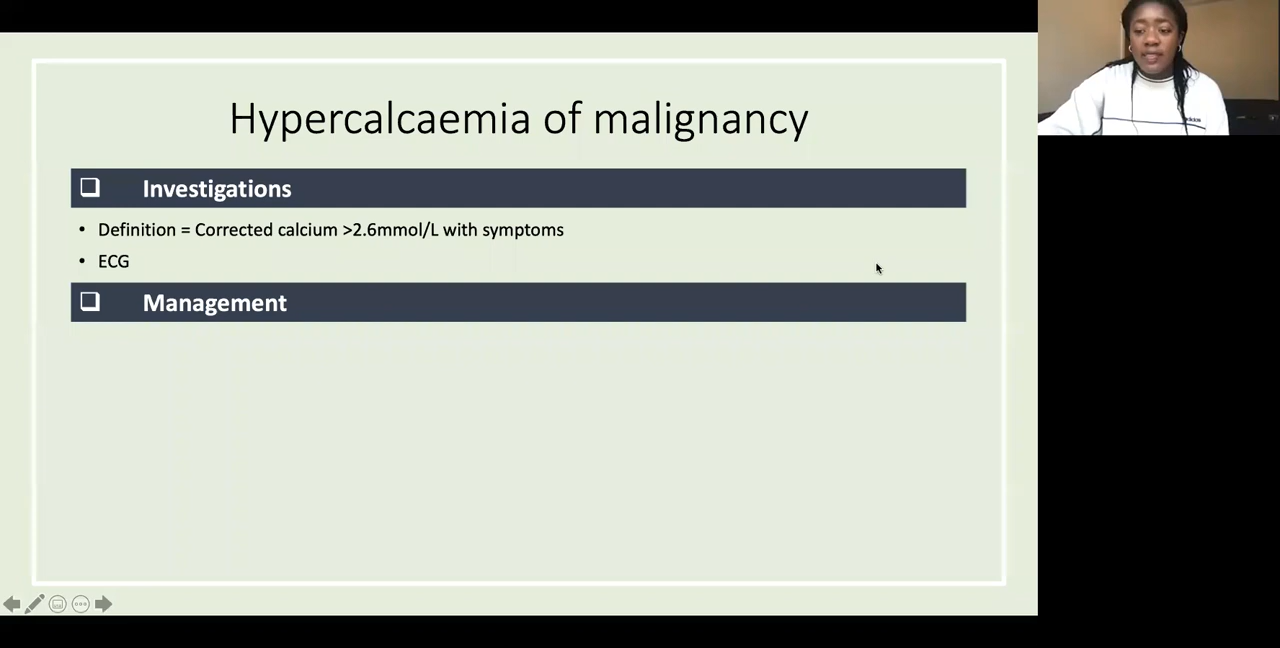 Hypercalcaemia of malignancy
Investigations
• Definition = Corrected calcium >2.6mmol/L with symptoms
• ECG
Management